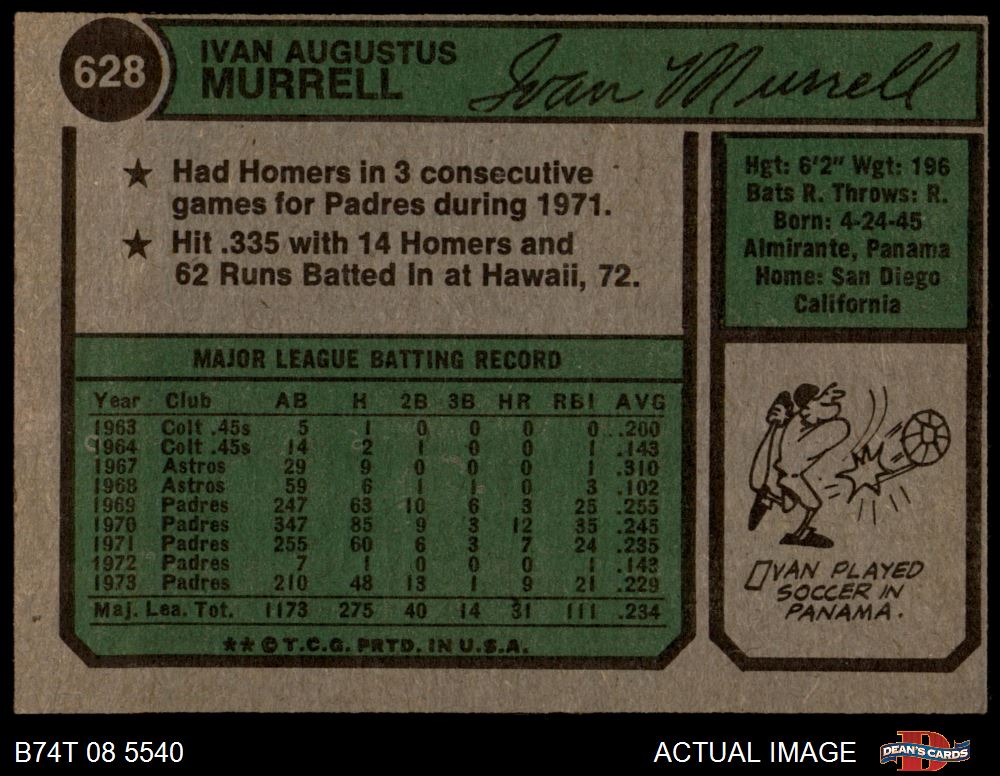 628
IVAN AUGUSTUS
MURRELL
Ivan Murrell
★ Had Homers in 3 consecutive
games for Padres during 1971.
★ Hit .335 with 14 Homers and
62 Runs Batted In at Hawaii, 72.
Hgt: 6'2" Wgt: 196
Bats R. Throws: R.
Born: 4-24-45
Almirante, Panama
Home: San Diego
California
MAJOR LEAGUE BATTING RECORD
Year Club AB H 2B 3B HR RBI AVG
1963 Colt .45s 5 1 0 0 0 0 .200
1964 Colt .45s 14 2 1 0 0 1 .143
1967 Astros 29 9 0 0 0 1 .310
1968 Astros 59 6 1 1 0 3 .102
1969 Padres 247 63 10 6 3 25 .255
1970 Padres 347 85 9 3 12 35 .245
1971 Padres 255 60 6 3 7 24 .235
1972 Padres 7 1 0 0 0 1 .143
1973 Padres 210 48 13 1 9 21 .229
Maj. Lea. Tot. 1173 275 40 14 31 111 .234
** © T.C.G. PRTD. IN U.S.A.
IVAN PLAYED
SOCCER IN
PANAMA.
B74T 08 5540
ACTUAL IMAGE
DEAN'S CARDS